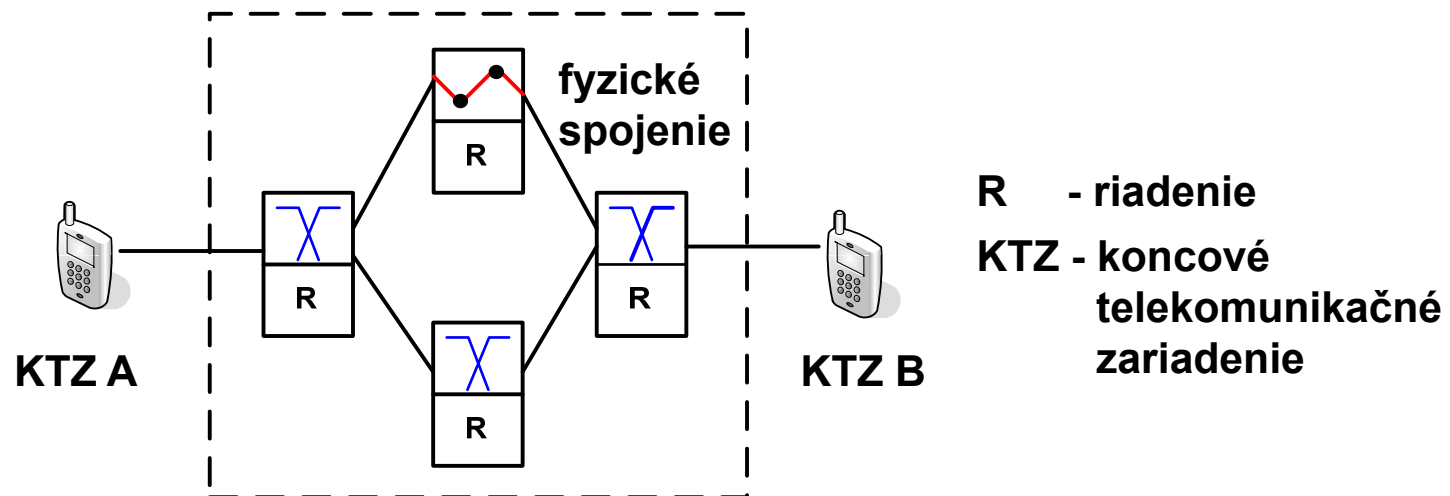 fyzické
spojenie
R
R
R
R
KTZ A
KTZ B
R - riadenie
KTZ - koncové
telekomunikačné
zariadenie